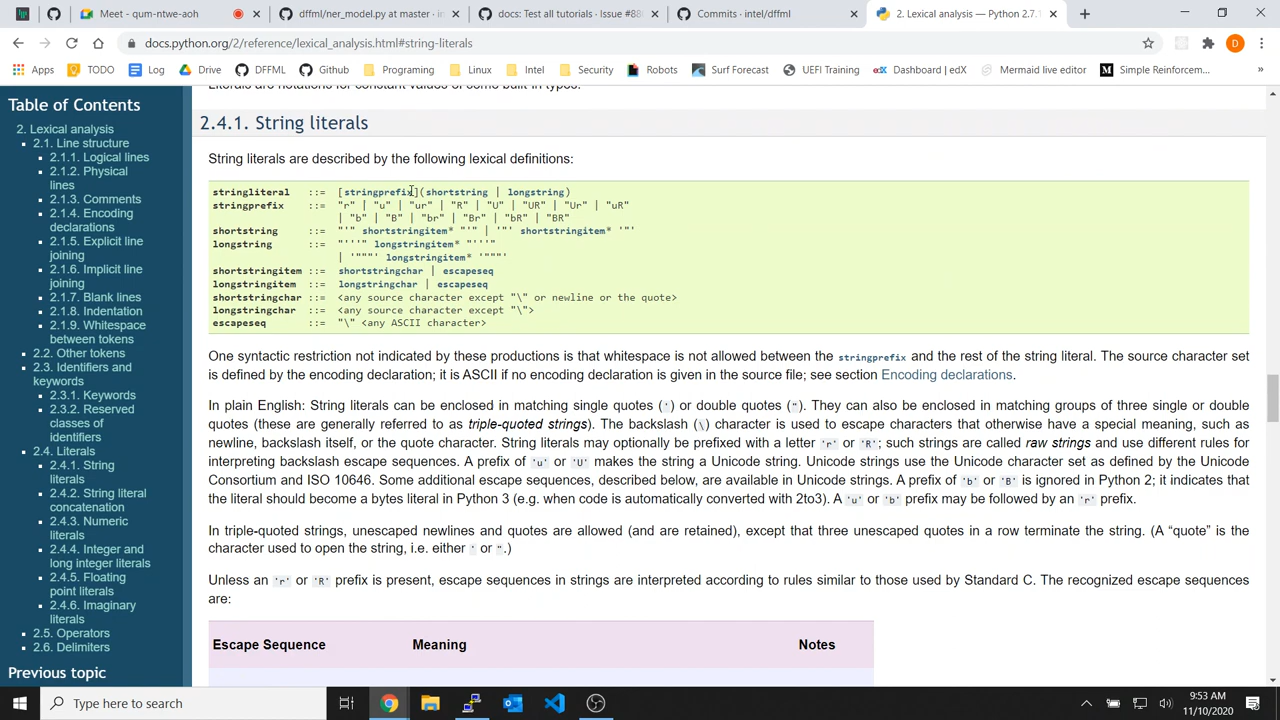 Meet - qum-ntwe-aoh
dffml/ner_model.py at master · in
docs: Test all tutorials · Issue #88
Commits · intel/dffml
2. Lexical analysis — Python 2.7.1
docs.python.org/2/reference/lexical_analysis.html#string-literals
D
Apps
TODO
Log
Drive
DFFML
Github
Programing
Linux
Intel
Security
Robots
Surf Forecast
UEFI Training
Dashboard | edX
Mermaid live editor
Simple Reinforcem...
Table of Contents
2. Lexical analysis
2.1. Line structure
2.1.1. Logical lines
2.1.2. Physical
lines
2.1.3. Comments
2.1.4. Encoding
declarations
2.1.5. Explicit line
joining
2.1.6. Implicit line
joining
2.1.7. Blank lines
2.1.8. Indentation
2.1.9. Whitespace
between tokens
2.2. Other tokens
2.3. Identifiers and
keywords
2.3.1. Keywords
2.3.2. Reserved
classes of
identifiers
2.4. Literals
2.4.1. String
literals
2.4.2. String literal
concatenation
2.4.3. Numeric
literals
2.4.4. Integer and
long integer literals
2.4.5. Floating
point literals
2.4.6. Imaginary
literals
2.5. Operators
2.6. Delimiters
Previous topic
Literals are notations for constant values of some built-in types.
2.4.1. String literals
String literals are described by the following lexical definitions:
stringliteral ::= [stringprefix](shortstring | longstring)
stringprefix ::= "r" | "u" | "ur" | "R" | "U" | "UR" | "Ur" | "uR"
| "b" | "B" | "br" | "Br" | "bR" | "BR"
shortstring ::= "'" shortstringitem* "'" | '"' shortstringitem* '"'
longstring ::= "'''" longstringitem* "'''"
| '"""' longstringitem* '"""'
shortstringitem ::= shortstringchar | escapeseq
longstringitem ::= longstringchar | escapeseq
shortstringchar ::= <any source character except "\" or newline or the quote>
longstringchar ::= <any source character except "\">
escapeseq ::= "\" <any ASCII character>
One syntactic restriction not indicated by these productions is that whitespace is not allowed between the stringprefix and the rest of the string literal. The source character set
is defined by the encoding declaration; it is ASCII if no encoding declaration is given in the source file; see section Encoding declarations.
In plain English: String literals can be enclosed in matching single quotes (') or double quotes ("). They can also be enclosed in matching groups of three single or double
quotes (these are generally referred to as triple-quoted strings). The backslash (\) character is used to escape characters that otherwise have a special meaning, such as
newline, backslash itself, or the quote character. String literals may optionally be prefixed with a letter 'r' or 'R'; such strings are called raw strings and use different rules for
interpreting backslash escape sequences. A prefix of 'u' or 'U' makes the string a Unicode string. Unicode strings use the Unicode character set as defined by the Unicode
Consortium and ISO 10646. Some additional escape sequences, described below, are available in Unicode strings. A prefix of 'b' or 'B' is ignored in Python 2; it indicates that
the literal should become a bytes literal in Python 3 (e.g. when code is automatically converted with 2to3). A 'u' or 'b' prefix may be followed by an 'r' prefix.
In triple-quoted strings, unescaped newlines and quotes are allowed (and are retained), except that three unescaped quotes in a row terminate the string. (A “quote” is the
character used to open the string, i.e. either ' or ".)
Unless an 'r' or 'R' prefix is present, escape sequences in strings are interpreted according to rules similar to those used by Standard C. The recognized escape sequences
are:
Escape Sequence Meaning Notes
Type here to search
9:53 AM
11/10/2020